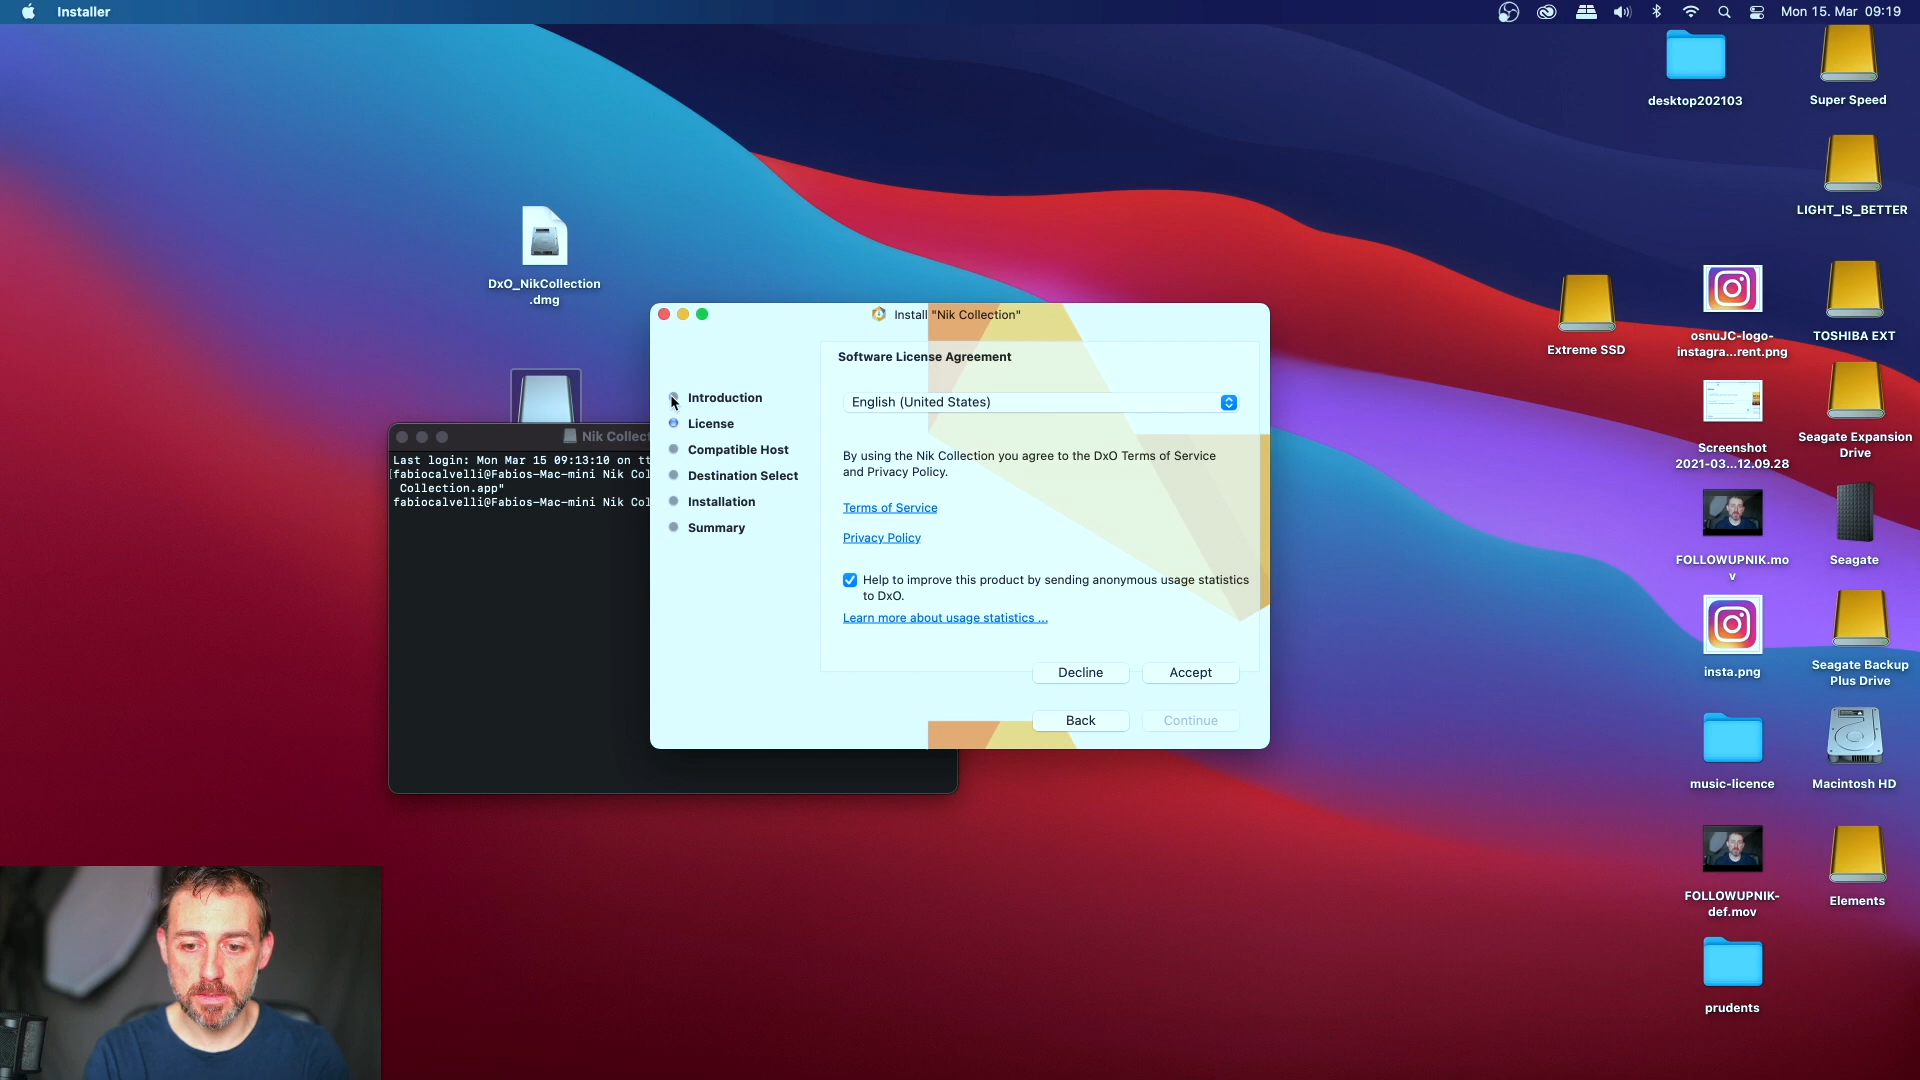 Installer
Mon 15. Mar 09:19
desktop202103
Super Speed
LIGHT_IS_BETTER
DxO_NikCollection
.dmg
Extreme SSD
osnuJC-logo-
instagra...rent.png
TOSHIBA EXT
Screenshot
2021-03...12.09.28
Seagate Expansion
Drive
FOLLOWUPNIK.mo
v
Seagate
insta.png
Seagate Backup
Plus Drive
music-licence
Macintosh HD
FOLLOWUPNIK-
def.mov
Elements
prudents
Nik Collec
Last login: Mon Mar 15 09:13:10 on tt
[fabiocalvelli@Fabios-Mac-mini Nik Col
Collection.app"
fabiocalvelli@Fabios-Mac-mini Nik Col
Install "Nik Collection"
Introduction
License
Compatible Host
Destination Select
Installation
Summary
Software License Agreement
English (United States)
By using the Nik Collection you agree to the DxO Terms of Service
and Privacy Policy.
Terms of Service
Privacy Policy
Help to improve this product by sending anonymous usage statistics
to DxO.
Learn more about usage statistics ...
Decline
Accept
Back
Continue